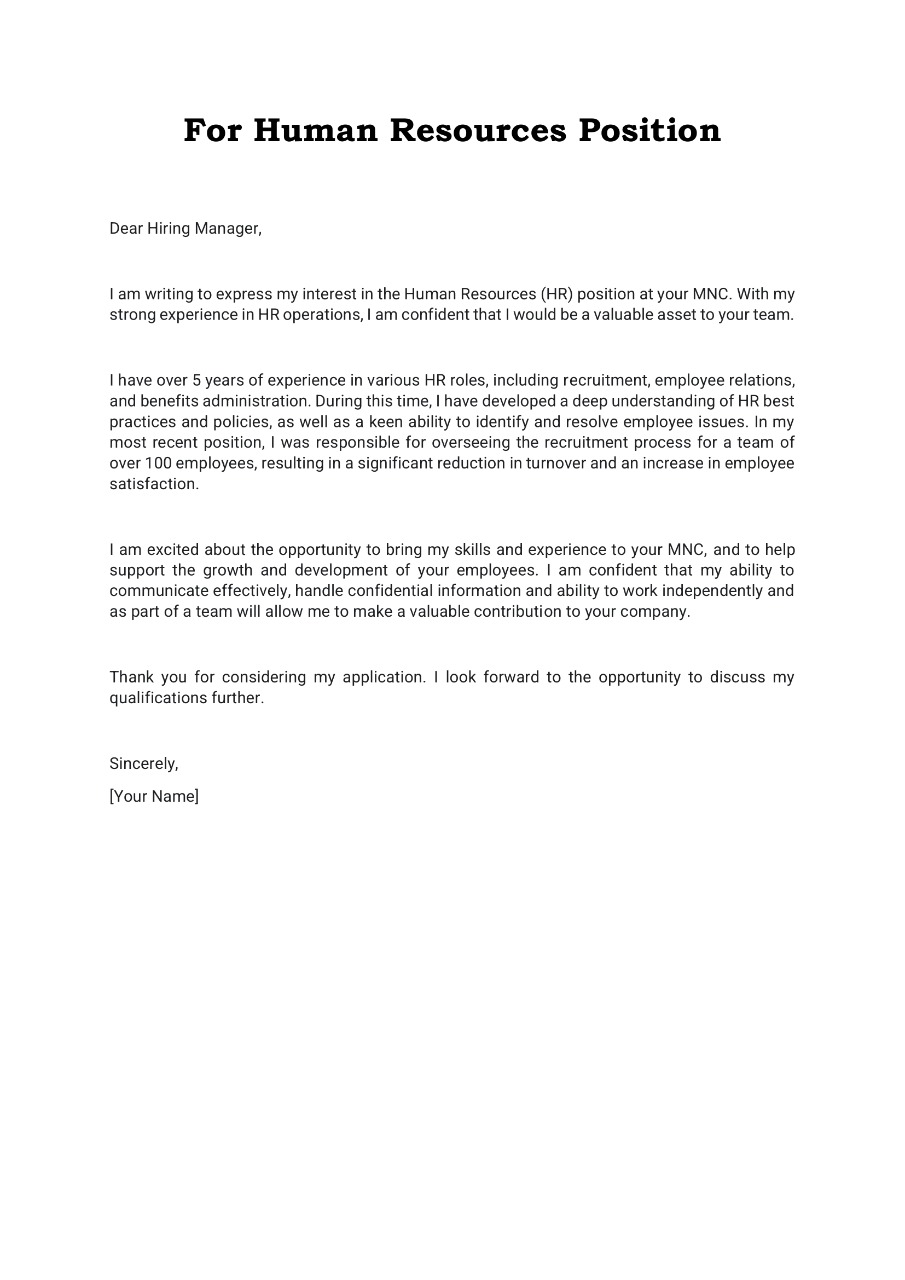 For Human Resources Position
Dear Hiring Manager,
I am writing to express my interest in the Human Resources (HR) position at your MNC. With my
strong experience in HR operations, I am confident that I would be a valuable asset to your team.
I have over 5 years of experience in various HR roles, including recruitment, employee relations,
and benefits administration. During this time, I have developed a deep understanding of HR best
practices and policies, as well as a keen ability to identify and resolve employee issues. In my
most recent position, I was responsible for overseeing the recruitment process for a team of
over 100 employees, resulting in a significant reduction in turnover and an increase in employee
satisfaction.
I am excited about the opportunity to bring my skills and experience to your MNC, and to help
support the growth and development of your employees. I am confident that my ability to
communicate effectively, handle confidential information and ability to work independently and
as part of a team will allow me to make a valuable contribution to your company.
Thank you for considering my application. I look forward to the opportunity to discuss my
qualifications further.
Sincerely,
[Your Name]